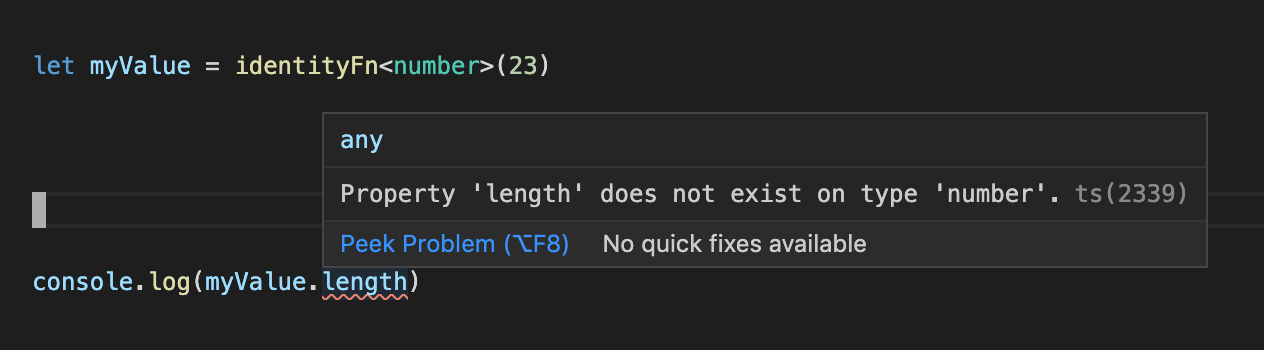 let myValue = identityFn<number>(23)
any
Property 'length' does not exist on type 'number'. ts(2339)
Peek Problem (⌥F8) No quick fixes available
console.log(myValue.length)